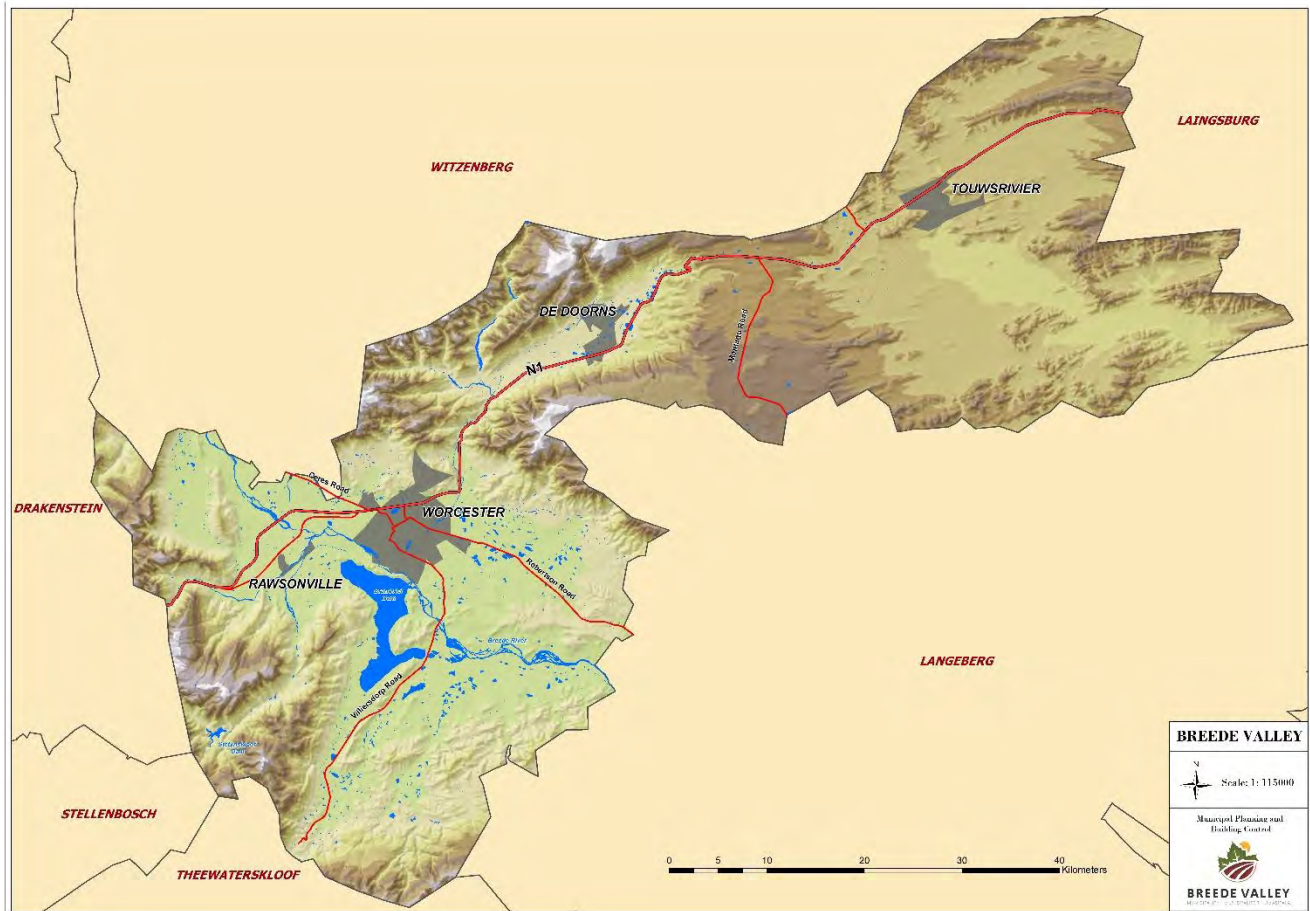 LAINGSBURG
WITZENBERG
TOUWSRIVIER
DE DOORNS
Montagu Road
N1
Ceres Road
DRAKENSTEIN
WORCESTER
RAWSONVILLE
Robertson Road
Breede River
LANGEBERG
Villiersdorp Road
STELLENBOSCH
THEEWATERSKLOOF
0 5 10 20 30 40
Kilometers
BREEDE VALLEY
N
Scale: 1: 115000
Municipal Planning and
Building Control
BREEDE VALLEY